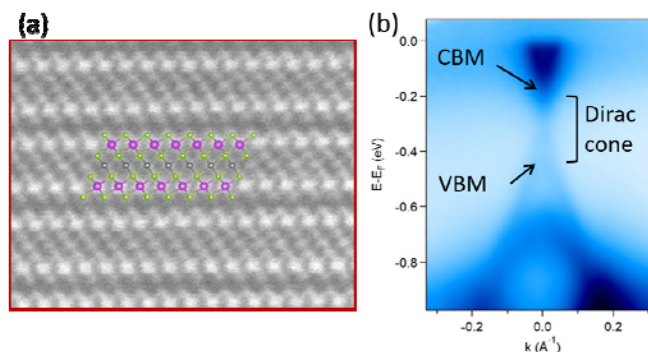 (a)
(b)
0.0
CBM
-0.2
Dirac
cone
E-E_F (eV)
-0.4
VBM
-0.6
-0.8
-0.2
0.0
0.2
k (A⁻¹)